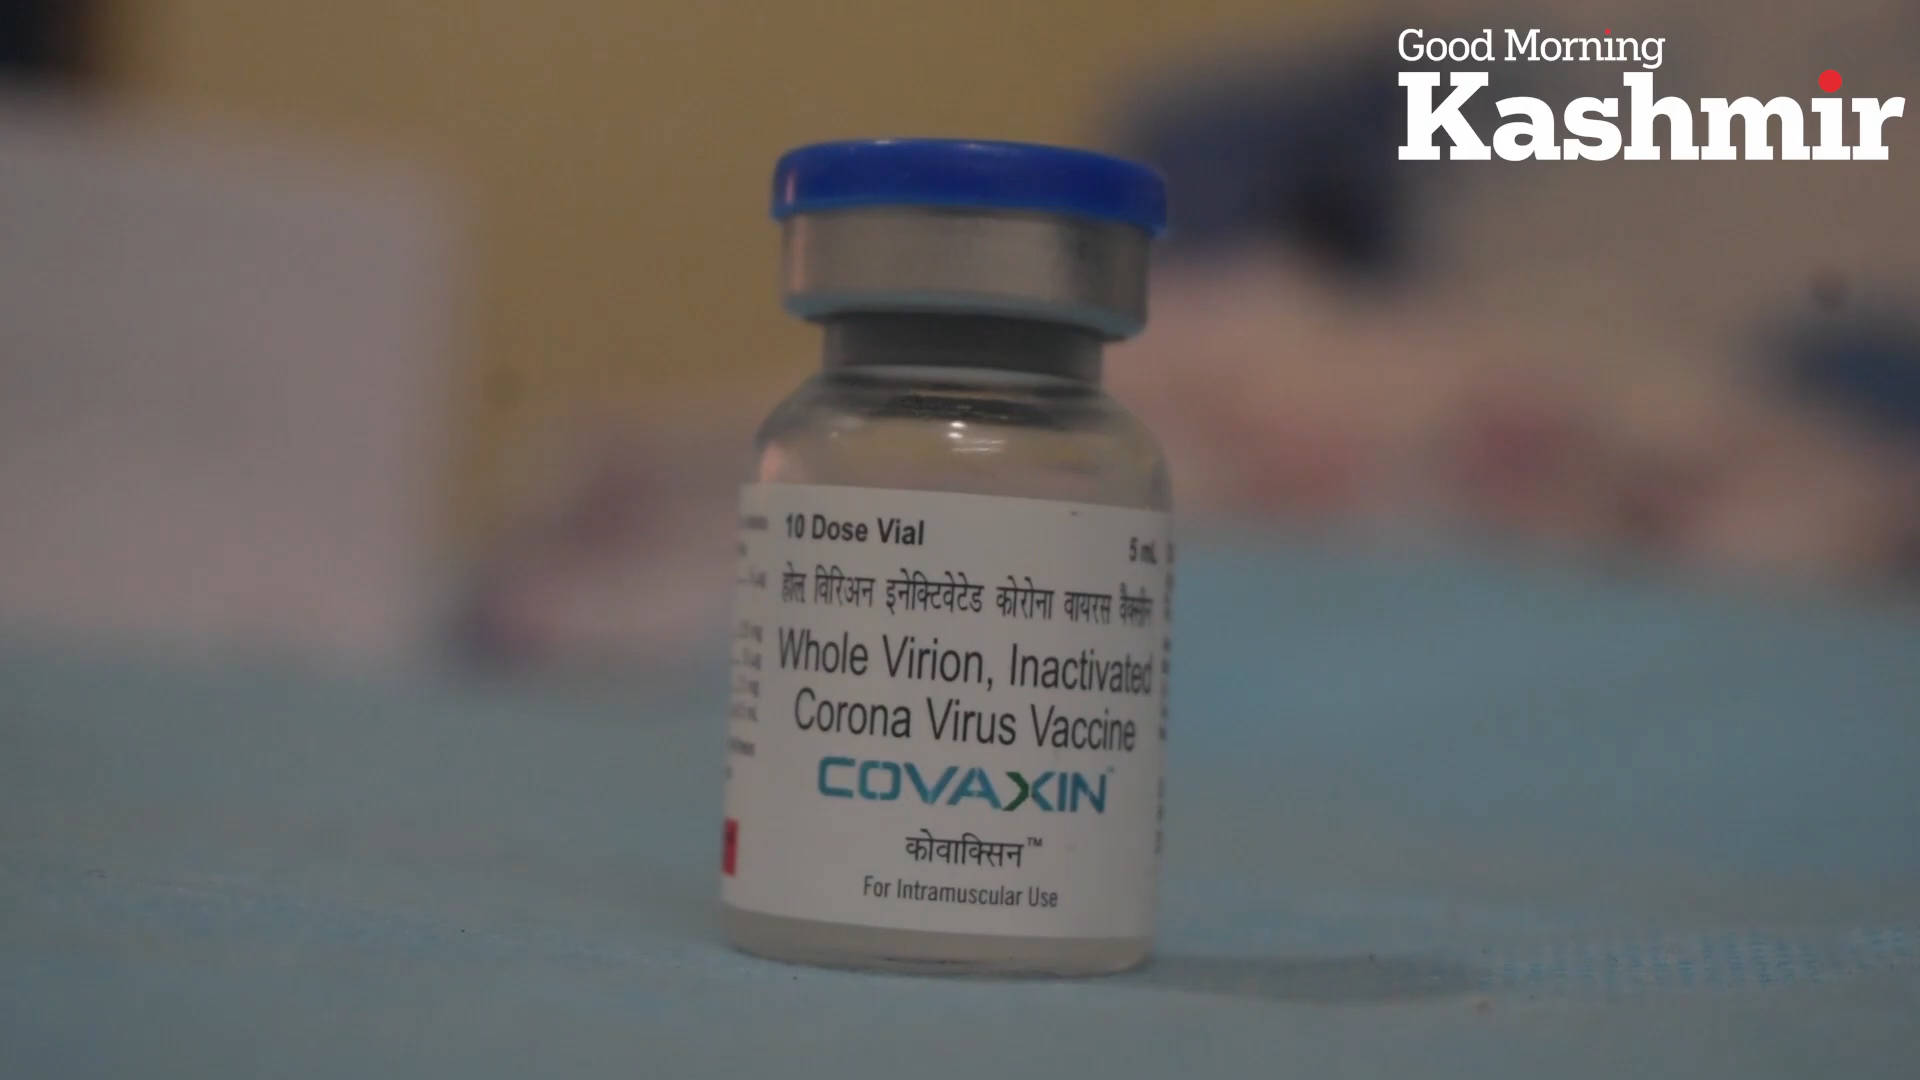 Good Morning
Kashmir
10 Dose Vial 5 mL
होल विरिअन इनेक्टिवेटेड कोरोना वायरस वैक्सीन
Whole Virion, Inactivated
Corona Virus Vaccine
COVAXIN™
कोवाक्सिन™
For Intramuscular Use